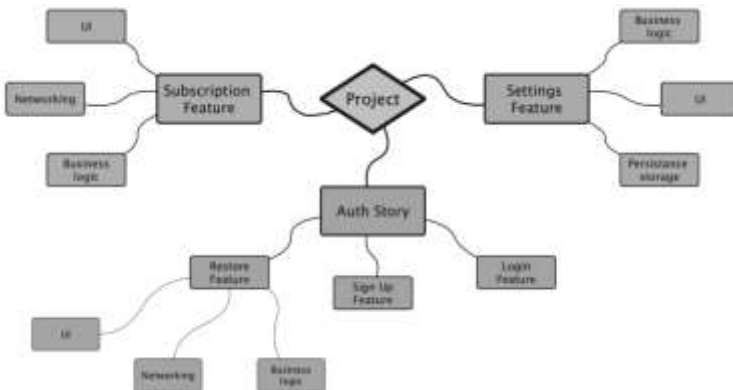 UI
Business
logic
Subscription
Feature
Project
Settings
Feature
Networking
UI
Business
logic
Persistance
storage
Auth Story
Restore
Feature
Sign Up
Feature
Login
Feature
UI
Networking
Business
logic